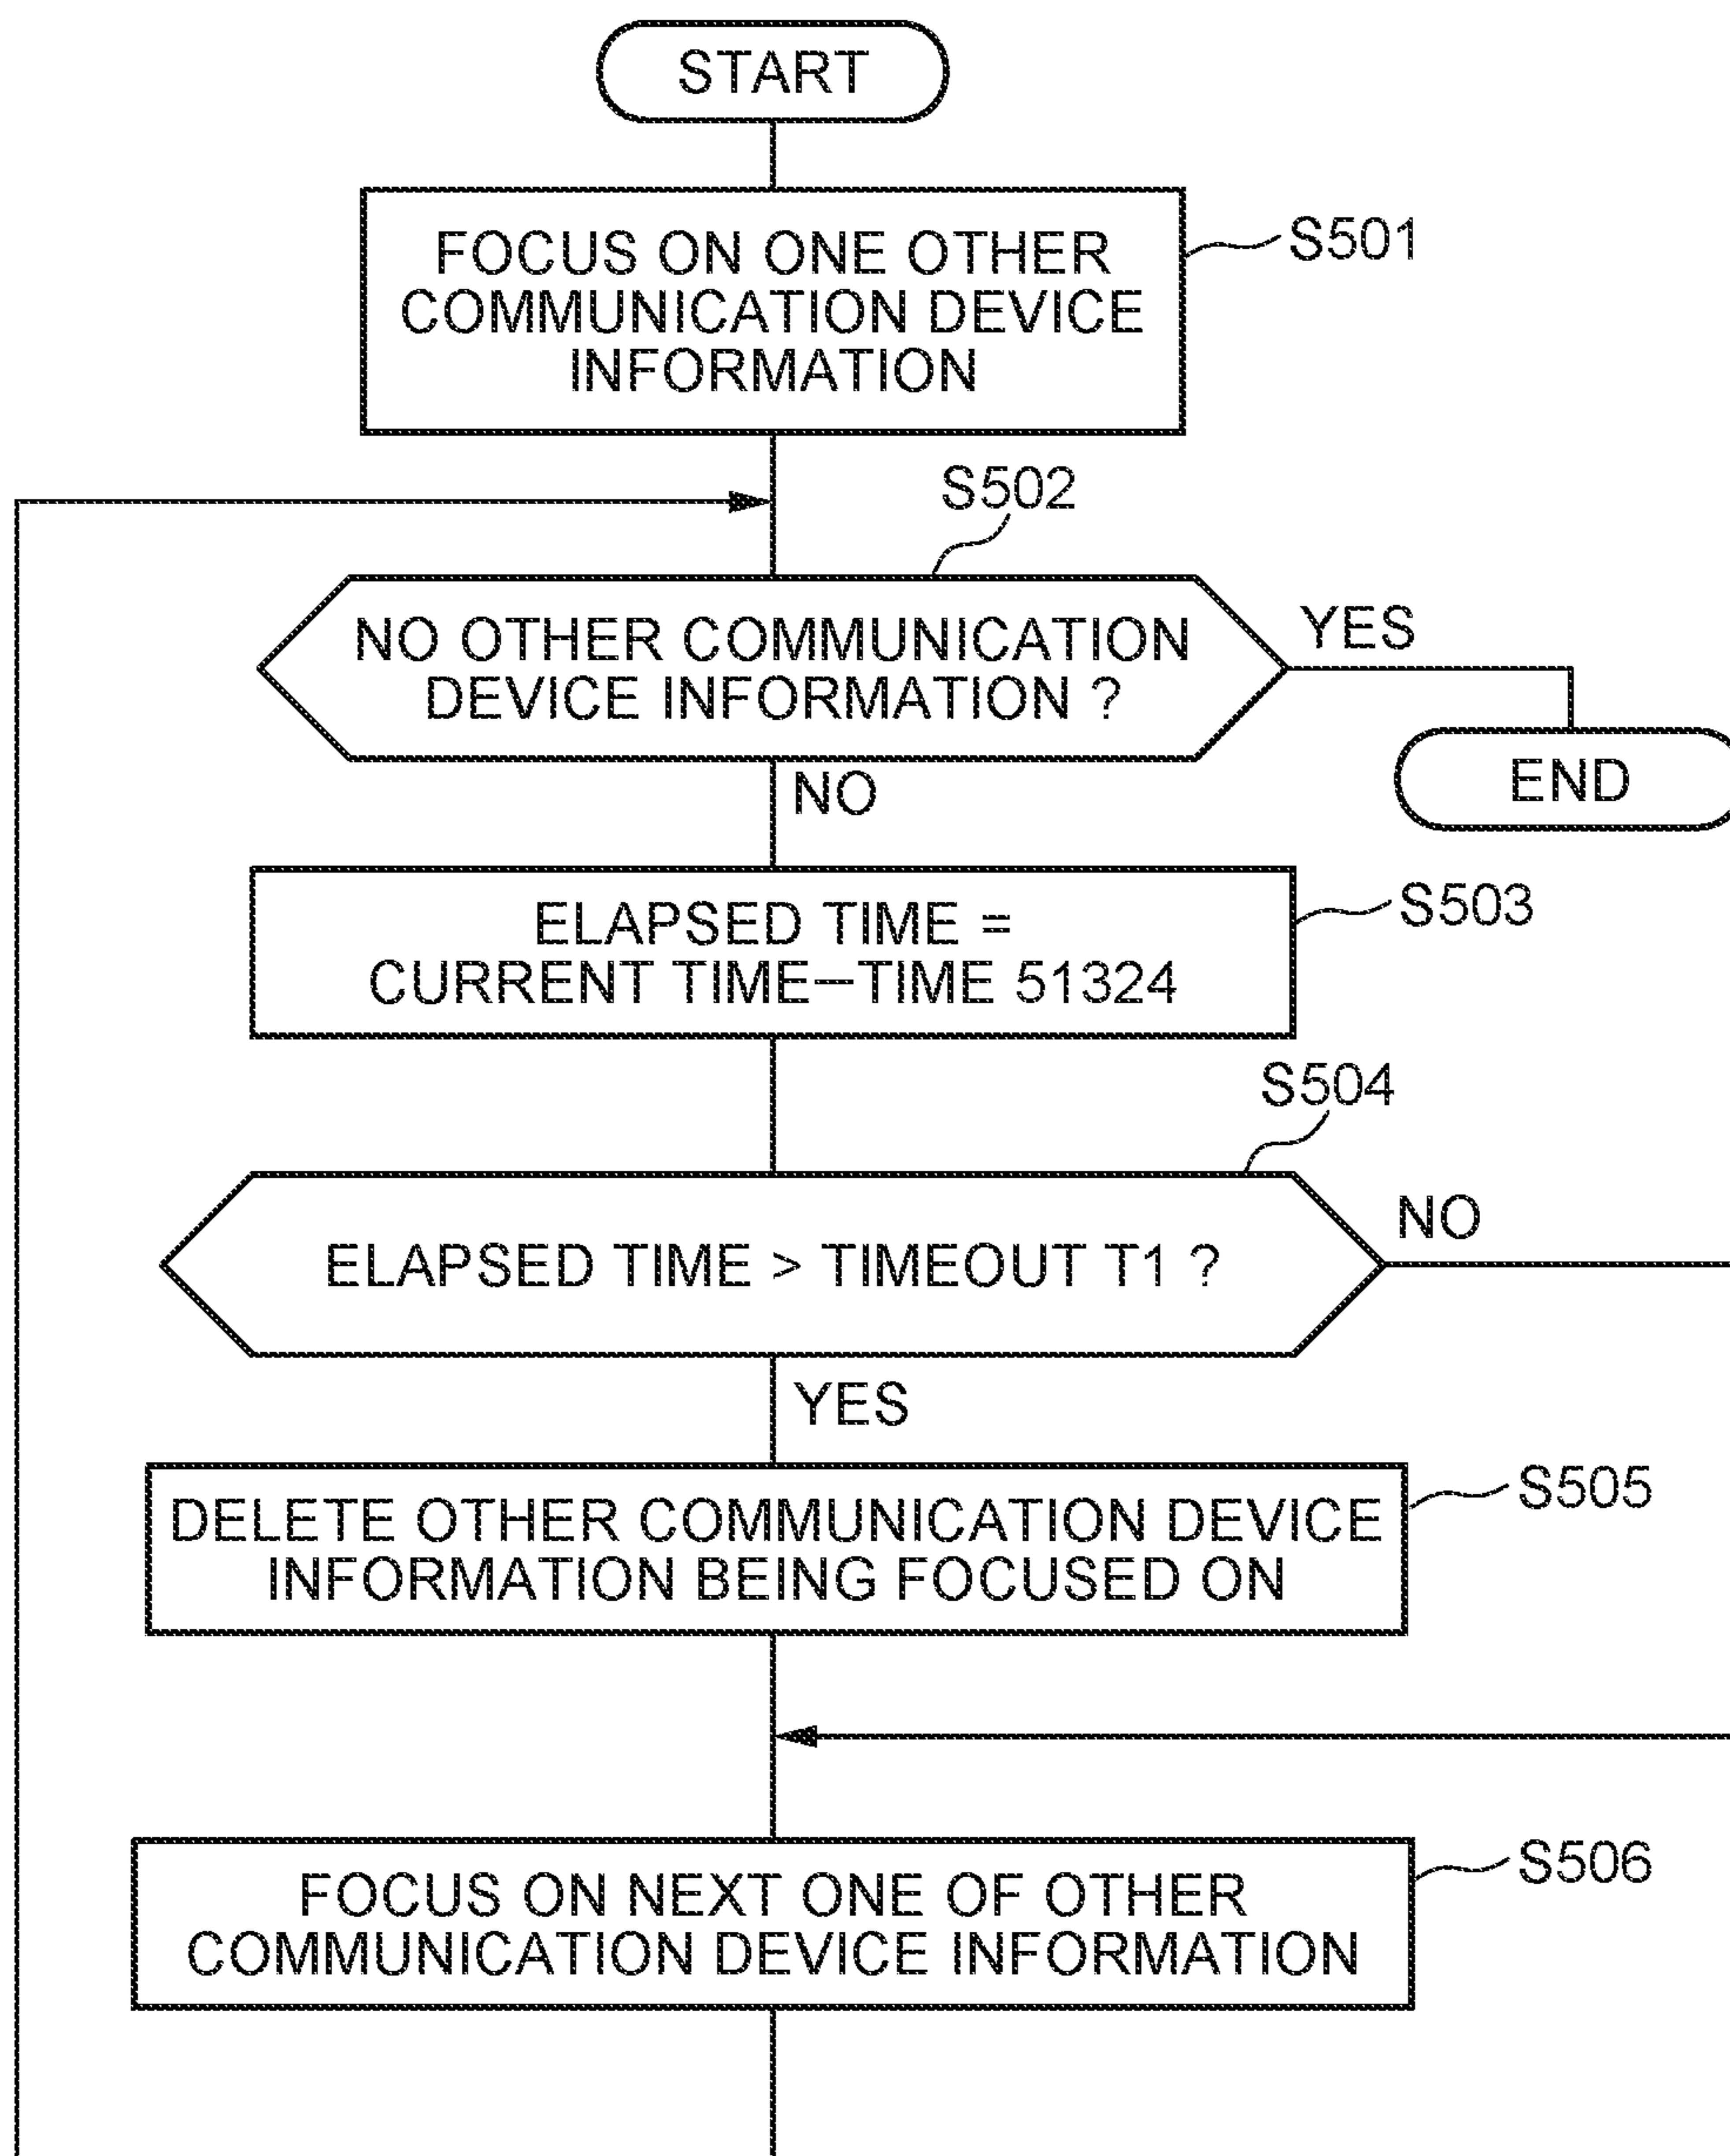 START
FOCUS ON ONE OTHER
COMMUNICATION DEVICE
INFORMATION
S501
S502
NO OTHER COMMUNICATION
DEVICE INFORMATION ?
YES
END
NO
ELAPSED TIME =
CURRENT TIME—TIME 51324
S503
S504
ELAPSED TIME > TIMEOUT T1 ?
NO
YES
DELETE OTHER COMMUNICATION DEVICE
INFORMATION BEING FOCUSED ON
S505
FOCUS ON NEXT ONE OF OTHER
COMMUNICATION DEVICE INFORMATION
S506